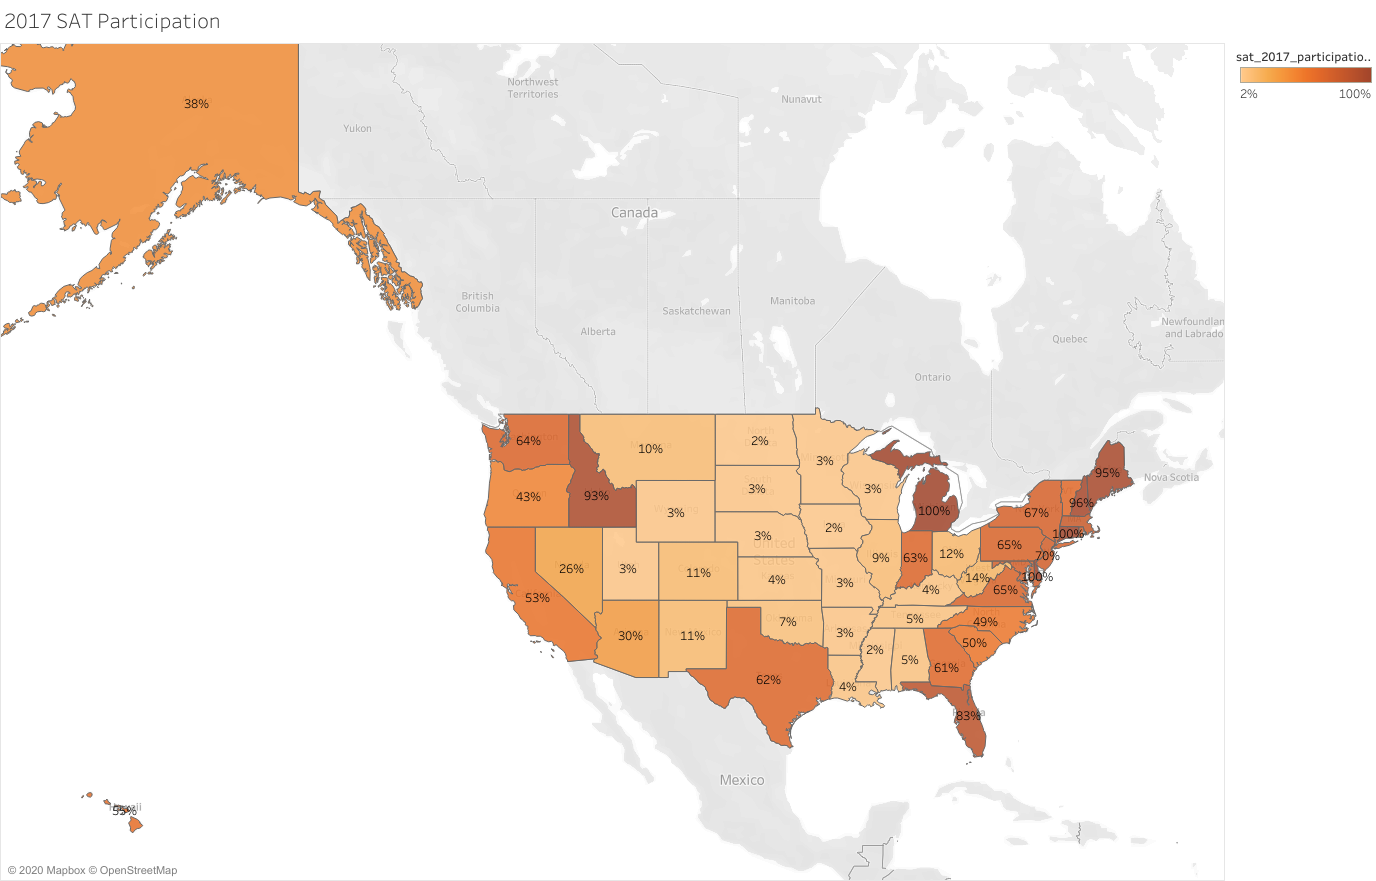 2017 SAT Participation
sat_2017_participatio..
2% 100%
38%
Northwest
Territories
Nunavut
Yukon
Canada
British
Columbia
Alberta
Saskatchewan
Manitoba
Ontario
Quebec
Newfoundlan
and Labrado
Nova Scotia
64%
10%
2%
3%
3%
95%
43%
93%
3%
3%
100%
67%
96%
2%
3%
100%
53%
26%
3%
11%
United
States
4%
3%
9%
63%
12%
65%
70%
100%
14%
65%
4%
30%
11%
7%
3%
5%
49%
50%
62%
4%
2%
5%
61%
83%
Mexico
55%
© 2020 Mapbox © OpenStreetMap